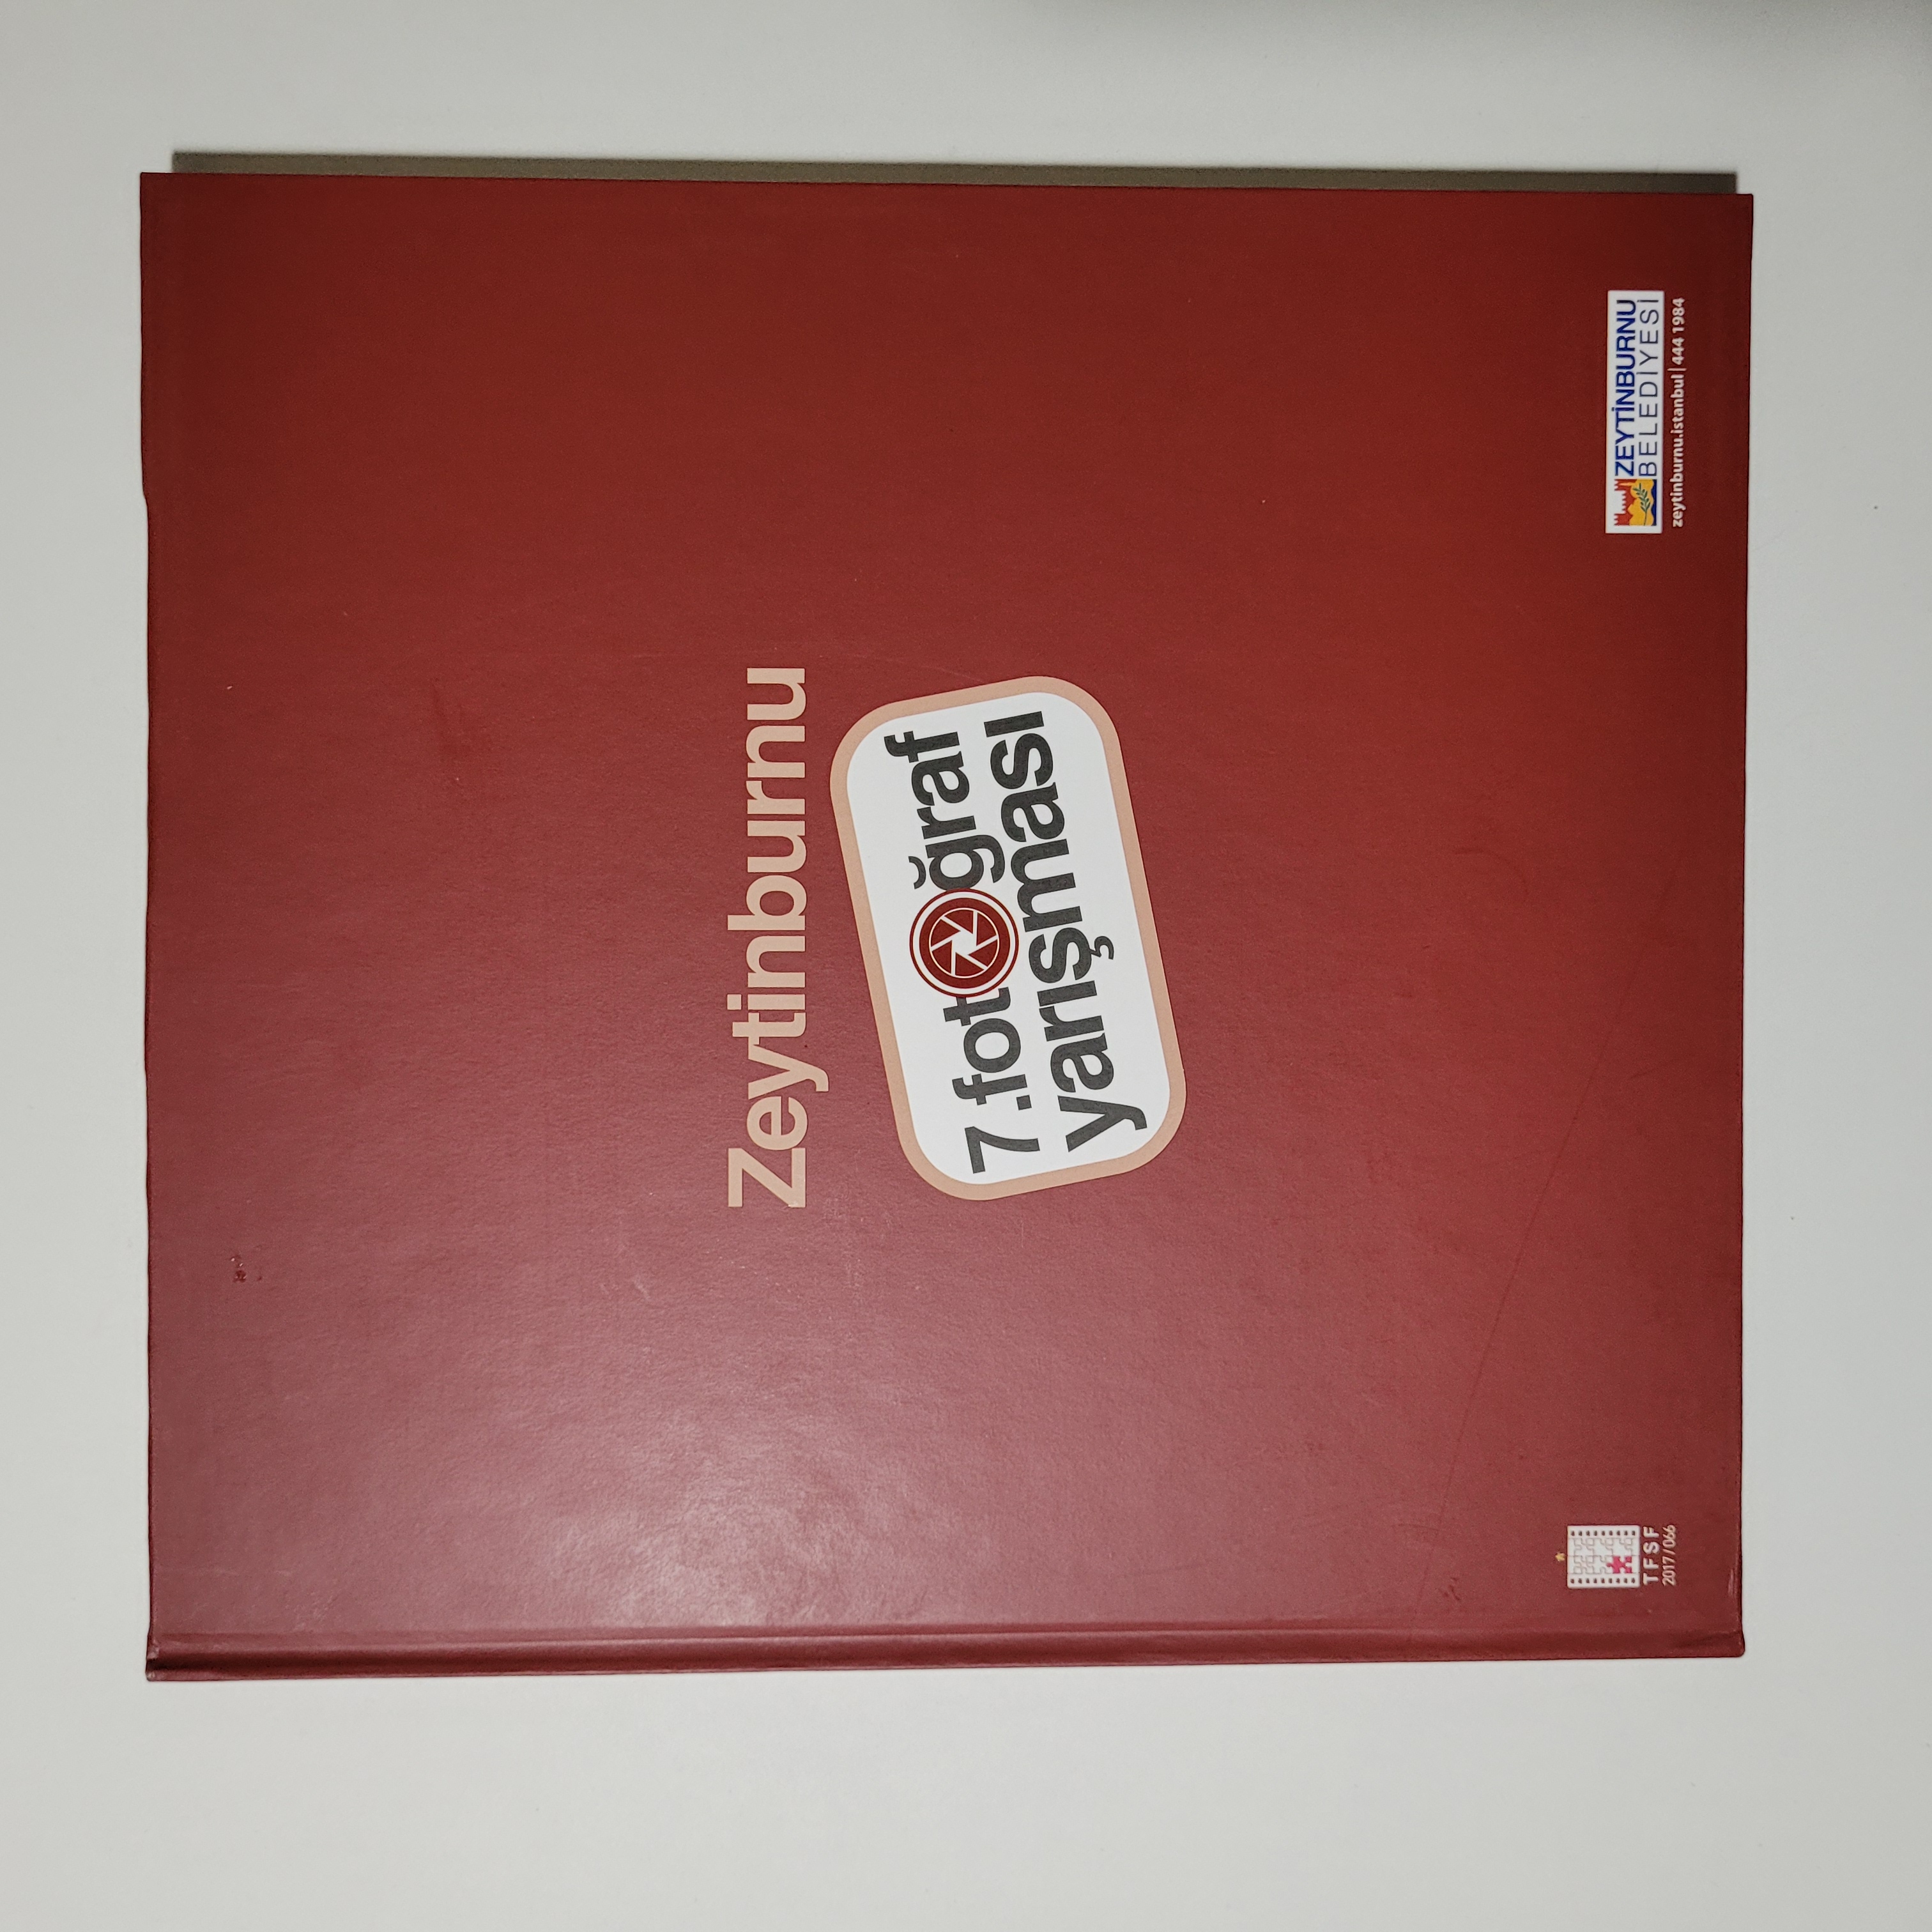 Zeytinburnu
7.fotoğraf
yarışması
TFSF
2017/066
ZEYTİNBURNU
BELEDİYESİ
zeytinburnu.istanbul | 444 1984